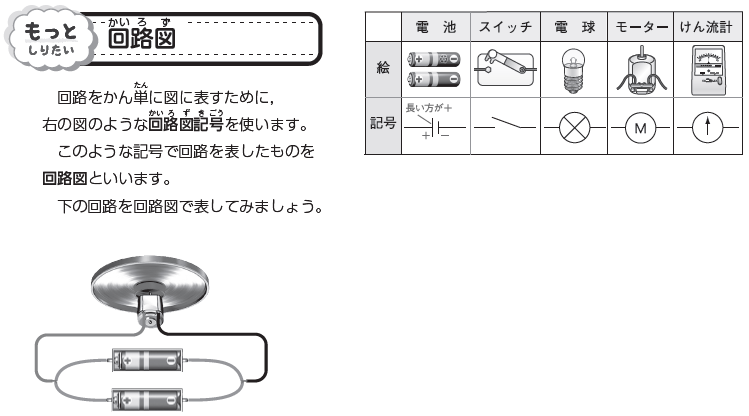 もっと
しりたい
かいろず
回路図
回路をかん単に図に表すために,
たん
右の図のような回路図記号を使います。
かいろずきごう
このような記号で回路を表したものを
回路図といいます。
下の回路を回路図で表してみましょう。
電池 スイッチ 電球 モーター けん流計
絵
記号
長い方が+
+ −
M
+ −
+ −